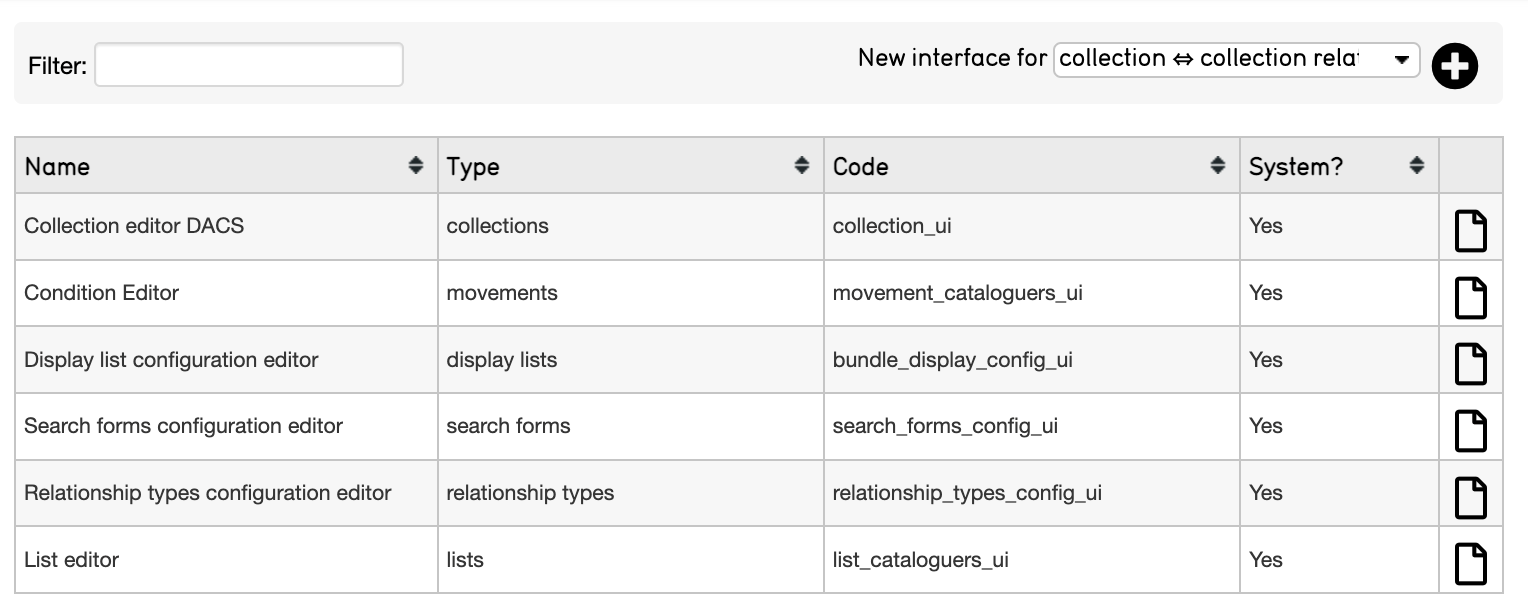 Filter: New interface for collection ⇔ collection rela
Name Type Code System?
Collection editor DACS collections collection_ui Yes
Condition Editor movements movement_cataloguers_ui Yes
Display list configuration editor display lists bundle_display_config_ui Yes
Search forms configuration editor search forms search_forms_config_ui Yes
Relationship types configuration editor relationship types relationship_types_config_ui Yes
List editor lists list_cataloguers_ui Yes